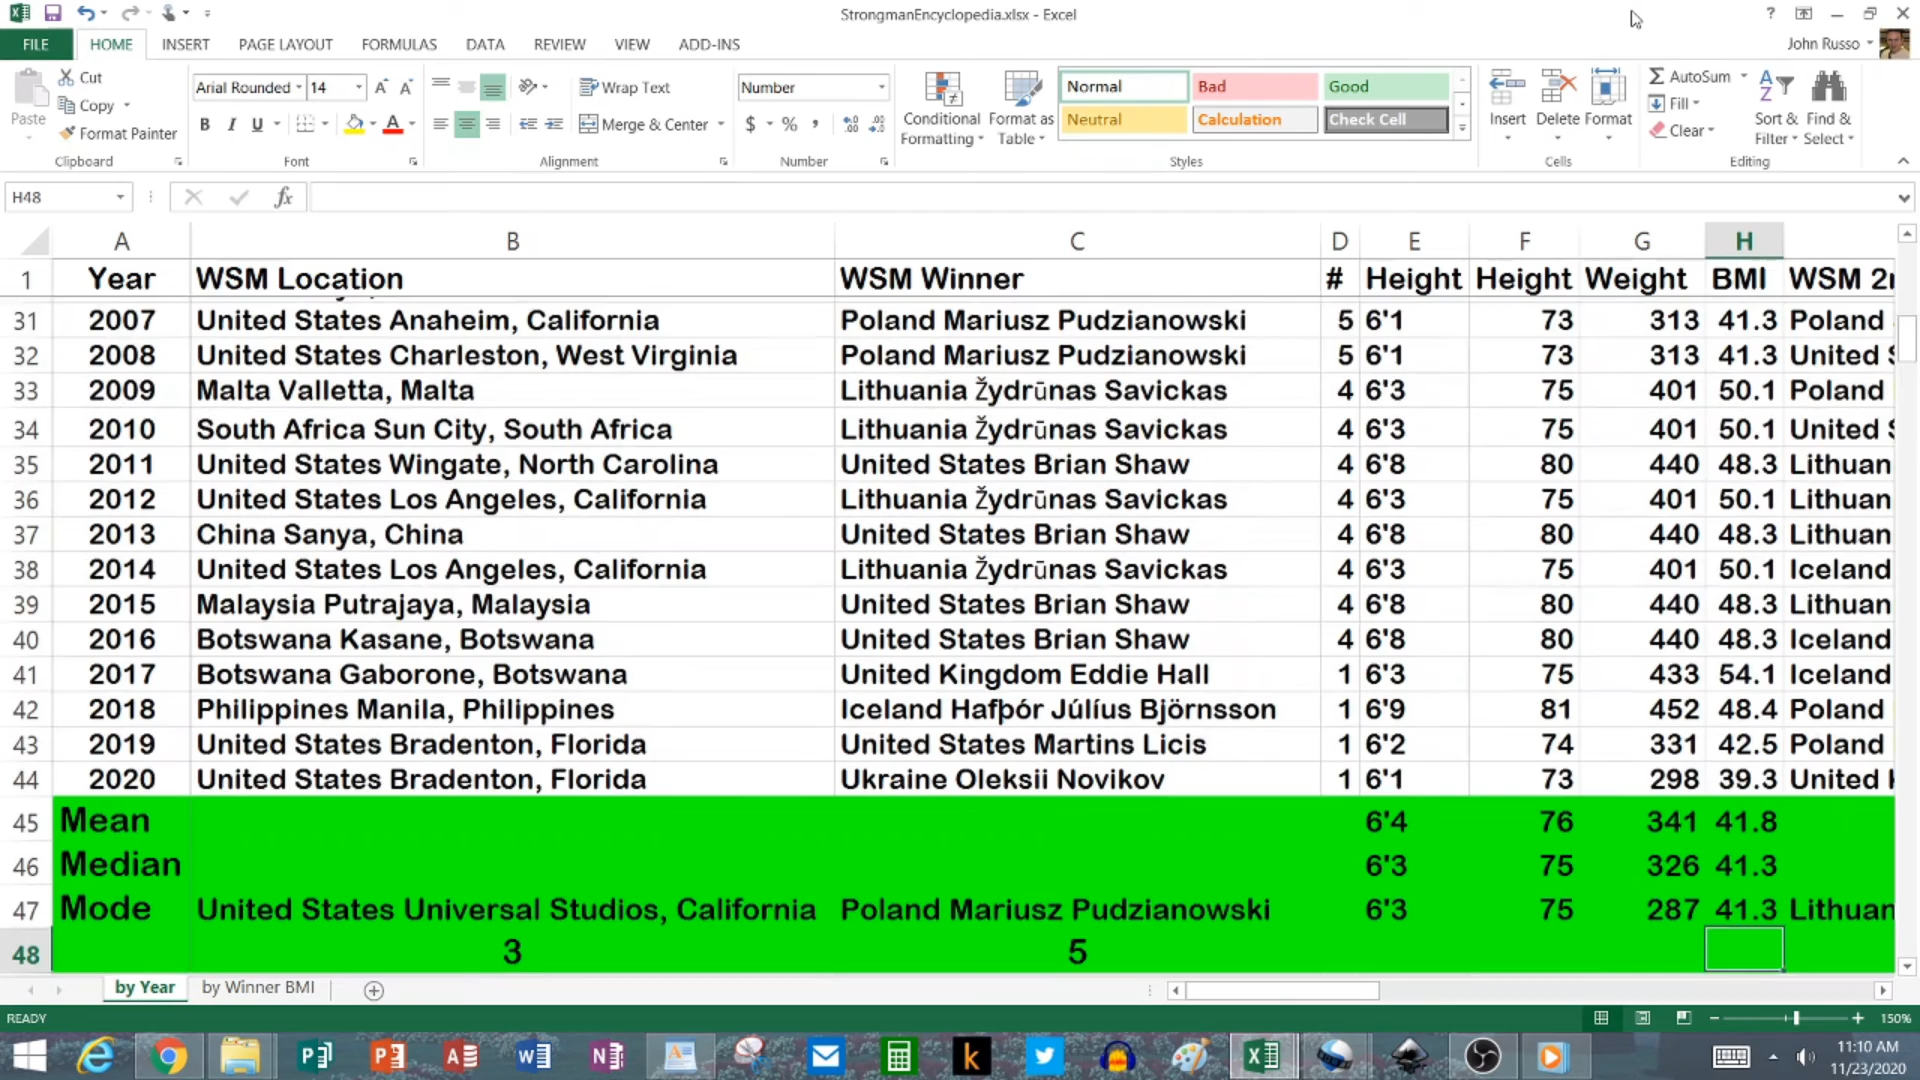 StrongmanEncyclopedia.xlsx - Excel
FILE HOME INSERT PAGE LAYOUT FORMULAS DATA REVIEW VIEW ADD-INS John Russo
Paste Cut Copy Format Painter Clipboard
Arial Rounded 14 B I U A Font
Wrap Text Merge & Center Alignment
Number $ % , Number
Conditional Formatting Format as Table Normal Bad Good Neutral Calculation Check Cell Styles
Insert Delete Format Cells
AutoSum Fill Clear Sort & Filter Find & Select Editing
H48 fx
A B C D E F G H
1 Year WSM Location WSM Winner # Height Height Weight BMI WSM 2
31 2007 United States Anaheim, California Poland Mariusz Pudzianowski 5 6'1 73 313 41.3 Poland
32 2008 United States Charleston, West Virginia Poland Mariusz Pudzianowski 5 6'1 73 313 41.3 United S
33 2009 Malta Valletta, Malta Lithuania Žydrūnas Savickas 4 6'3 75 401 50.1 Poland
34 2010 South Africa Sun City, South Africa Lithuania Žydrūnas Savickas 4 6'3 75 401 50.1 United S
35 2011 United States Wingate, North Carolina United States Brian Shaw 4 6'8 80 440 48.3 Lithuan
36 2012 United States Los Angeles, California Lithuania Žydrūnas Savickas 4 6'3 75 401 50.1 Lithuan
37 2013 China Sanya, China United States Brian Shaw 4 6'8 80 440 48.3 Lithuan
38 2014 United States Los Angeles, California Lithuania Žydrūnas Savickas 4 6'3 75 401 50.1 Iceland
39 2015 Malaysia Putrajaya, Malaysia United States Brian Shaw 4 6'8 80 440 48.3 Lithuan
40 2016 Botswana Kasane, Botswana United States Brian Shaw 4 6'8 80 440 48.3 Iceland
41 2017 Botswana Gaborone, Botswana United Kingdom Eddie Hall 1 6'3 75 433 54.1 Iceland
42 2018 Philippines Manila, Philippines Iceland Hafþór Júlíus Björnsson 1 6'9 81 452 48.4 Poland
43 2019 United States Bradenton, Florida United States Martins Licis 1 6'2 74 331 42.5 Poland
44 2020 United States Bradenton, Florida Ukraine Oleksii Novikov 1 6'1 73 298 39.3 United
45 Mean 6'4 76 341 41.8
46 Median 6'3 75 326 41.3
47 Mode United States Universal Studios, California Poland Mariusz Pudzianowski 6'3 75 287 41.3 Lithuan
48 3 5
by Year by Winner BMI
READY 150%
11:10 AM
11/23/2020